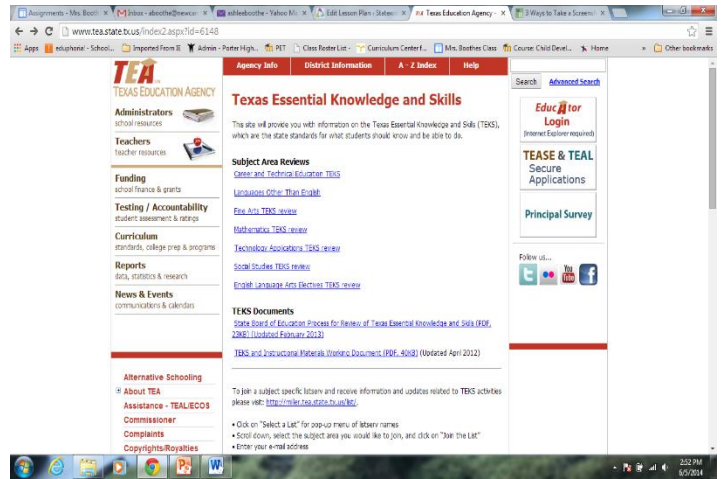 Assignments - Mrs. Booth
Inbox - aboothe@newcar
ashleeboothe - Yahoo M
Edit Lesson Plan - Skitesw
Texas Education Agency -
3 Ways to Take a Screensh
www.tea.state.tx.us/index2.aspx?id=6148
Apps
eduphoria! - School...
Imported From IE
Admin - Porter High...
PET
Class Roster List -
Curriculum Center f...
Mrs. Boothes Class
Course: Child Devel...
Home
»
Other bookmarks
TEA
TEXAS EDUCATION AGENCY
Agency Info
District Information
A - Z Index
Help
Search
Advanced Search
Administrators
school resources
Teachers
teacher resources
Funding
school finance & grants
Testing / Accountability
student assessment & ratings
Curriculum
standards, college prep & programs
Reports
data, statistics & research
News & Events
communications & calendars
Alternative Schooling
About TEA
Assistance - TEAL/ECOS
Commissioner
Complaints
Copyrights/Royalties
Texas Essential Knowledge and Skills
This site will provide you with information on the Texas Essential Knowledge and Skills (TEKS),
which are the state standards for what students should know and be able to do.
Subject Area Reviews
Career and Technical Education TEKS
Languages Other Than English
Fine Arts TEKS review
Mathematics TEKS review
Technology Applications TEKS review
Social Studies TEKS review
English Language Arts Electives TEKS review
TEKS Documents
State Board of Education Process for Review of Texas Essential Knowledge and Skills (PDF,
23KB) (Updated February 2013)
TEKS and Instructional Materials Working Document (PDF, 40KB) (Updated April 2012)
To join a subject specific listserv and receive information and updates related to TEKS activities
please visit: http://miler.tea.state.tx.us/list/.
• Click on "Select a List" for pop-up menu of listserv names
• Scroll down, select the subject area you would like to join, and click on "Join the List"
• Enter your e-mail address
Educator
Login
(Internet Explorer required)
TEASE & TEAL
Secure
Applications
Principal Survey
Follow us...
You
Tube
2:52 PM
6/5/2014